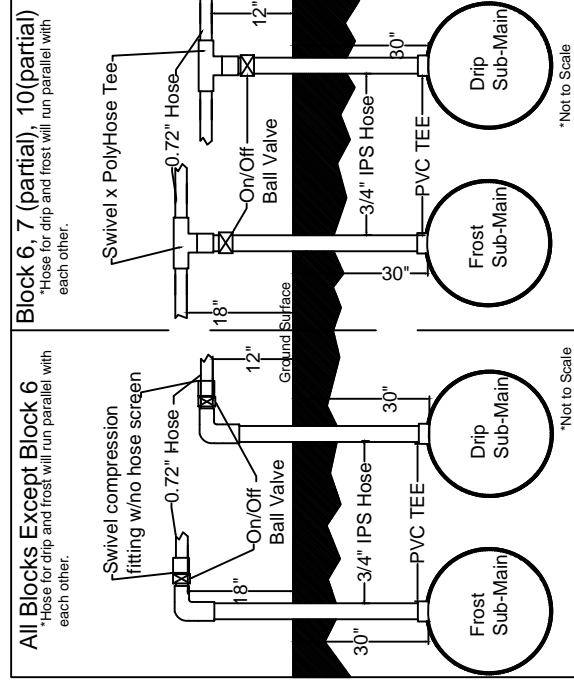 All Blocks Except Block 6
*Hose for drip and frost will run parallel with
each other.
Swivel compression
fitting w/no hose screen
0.72" Hose
On/Off
Ball Valve
18"
12"
Ground Surface
30"
30"
3/4" IPS Hose
PVC TEE
Frost
Sub-Main
Drip
Sub-Main
*Not to Scale
Block 6, 7 (partial), 10(partial)
*Hose for drip and frost will run parallel with
each other.
Swivel x PolyHose Tee
0.72" Hose
On/Off
Ball Valve
18"
12"
30"
30"
3/4" IPS Hose
PVC TEE
Frost
Sub-Main
Drip
Sub-Main
*Not to Scale